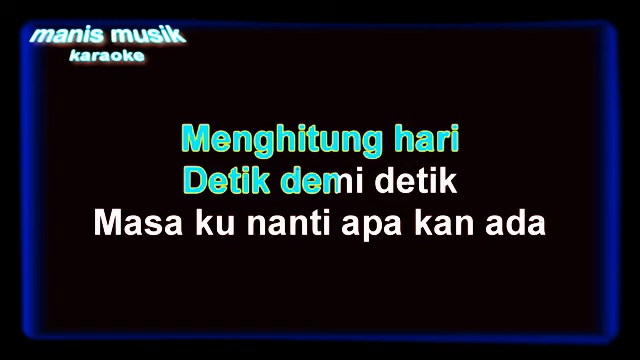 manis musik
karaoke
Menghitung hari
Detik demi detik
Masa ku nanti apa kan ada